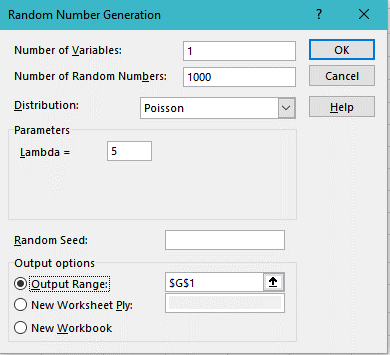 Random Number Generation ? ×
Number of Variables: 1 OK
Number of Random Numbers: 1000 Cancel
Distribution: Poisson Help
Parameters
Lambda = 5
Random Seed:
Output options
Output Range: $G$1
New Worksheet Ply:
New Workbook